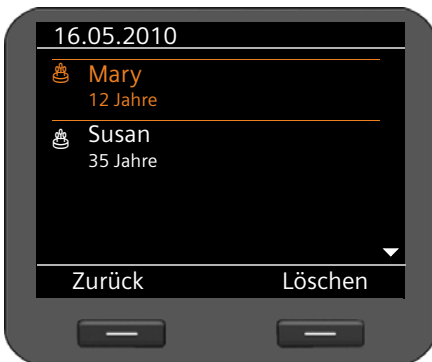 16.05.2010
Mary
12 Jahre
Susan
35 Jahre
Zurück Löschen